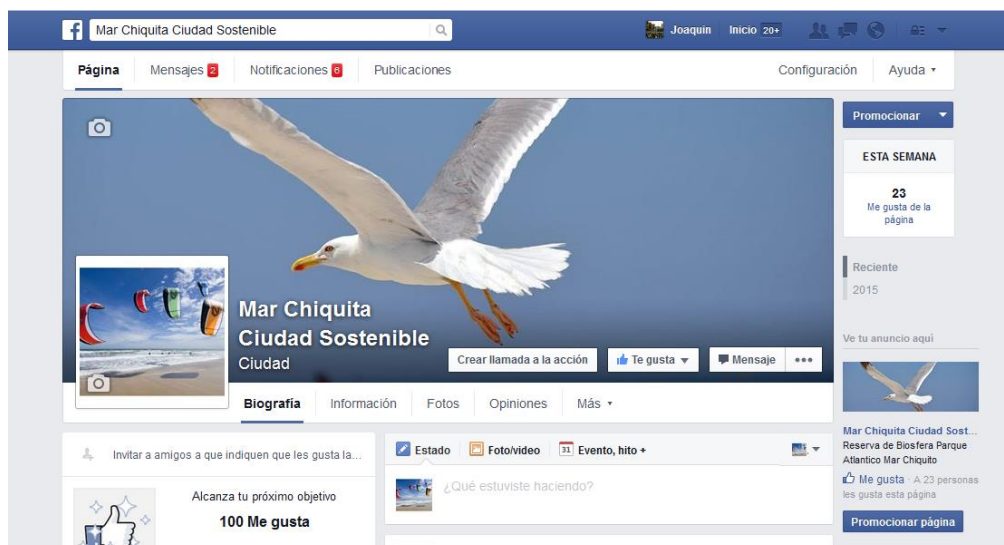 Mar Chiquita Ciudad Sostenible
Joaquin Inicio 20+
Página Mensajes 2 Notificaciones 6 Publicaciones Configuración Ayuda
Promocionar
ESTA SEMANA
23
Me gusta de la
página
Reciente
2015
Mar Chiquita
Ciudad Sostenible
Ciudad
Crear llamada a la acción Te gusta Mensaje
Biografía Información Fotos Opiniones Más
Ve tu anuncio aquí
Mar Chiquita Ciudad Sost...
Reserva de Biosfera Parque
Atlantico Mar Chiquito
Me gusta · A 23 personas
les gusta esta página
Promocionar página
Invitar a amigos a que indiquen que les gusta la...
Alcanza tu próximo objetivo
100 Me gusta
Estado Foto/video 31 Evento, hito +
¿Qué estuviste haciendo?